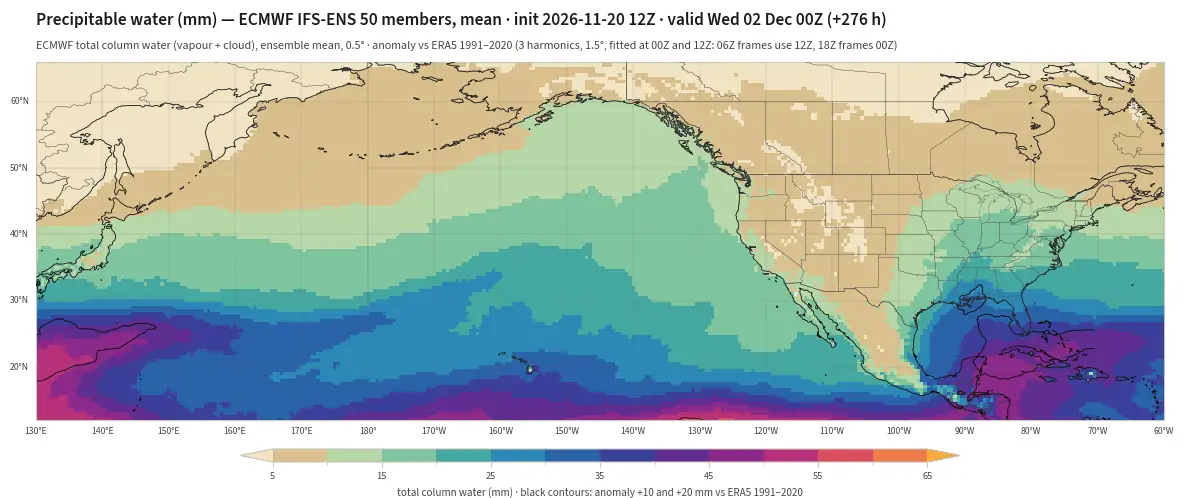 Precipitable water (mm) — ECMWF IFS-ENS 50 members, mean · init 2026-11-20 12Z · valid Wed 02 Dec 00Z (+276 h)
ECMWF total column water (vapour + cloud), ensemble mean, 0.5° · anomaly vs ERA5 1991–2020 (3 harmonics, 1.5°, fitted at 00Z and 12Z: 06Z frames use 12Z, 18Z frames 00Z)
60°N
50°N
40°N
30°N
20°N
130°E 140°E 150°E 160°E 170°E 180° 170°W 160°W 150°W 140°W 130°W 120°W 110°W 100°W 90°W 80°W 70°W 60°W
5 15 25 35 45 55 65
total column water (mm) · black contours: anomaly +10 and +20 mm vs ERA5 1991–2020